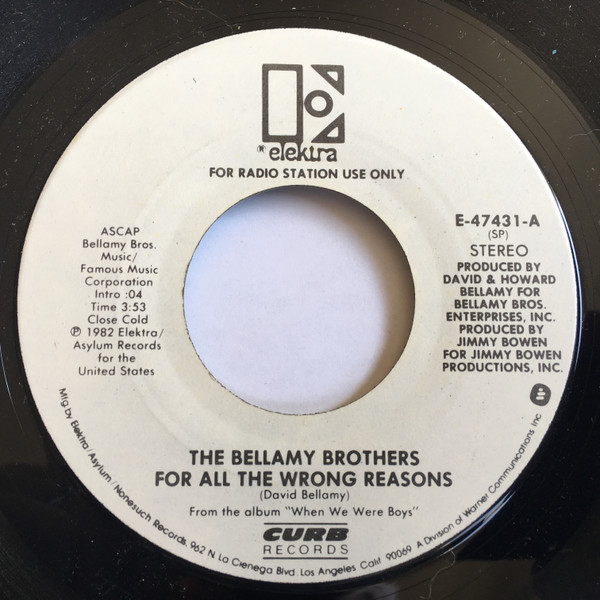 elektra
FOR RADIO STATION USE ONLY
ASCAP
Bellamy Bros.
Music/
Famous Music
Corporation
Intro :04
Time 3:53
Close Cold
℗ 1982 Elektra/
Asylum Records
for the
United States
E-47431-A
(SP)
STEREO
PRODUCED BY
DAVID & HOWARD
BELLAMY FOR
BELLAMY BROS.
ENTERPRISES, INC.
PRODUCED BY
JIMMY BOWEN
FOR JIMMY BOWEN
PRODUCTIONS, INC.
THE BELLAMY BROTHERS
FOR ALL THE WRONG REASONS
(David Bellamy)
From the album "When We Were Boys"
CURB
RECORDS
Mfg by Elektra/Asylum/Nonesuch Records, 962 N La Cienega Blvd. Los Angeles Calif 90069 A Division of Warner Communications Inc